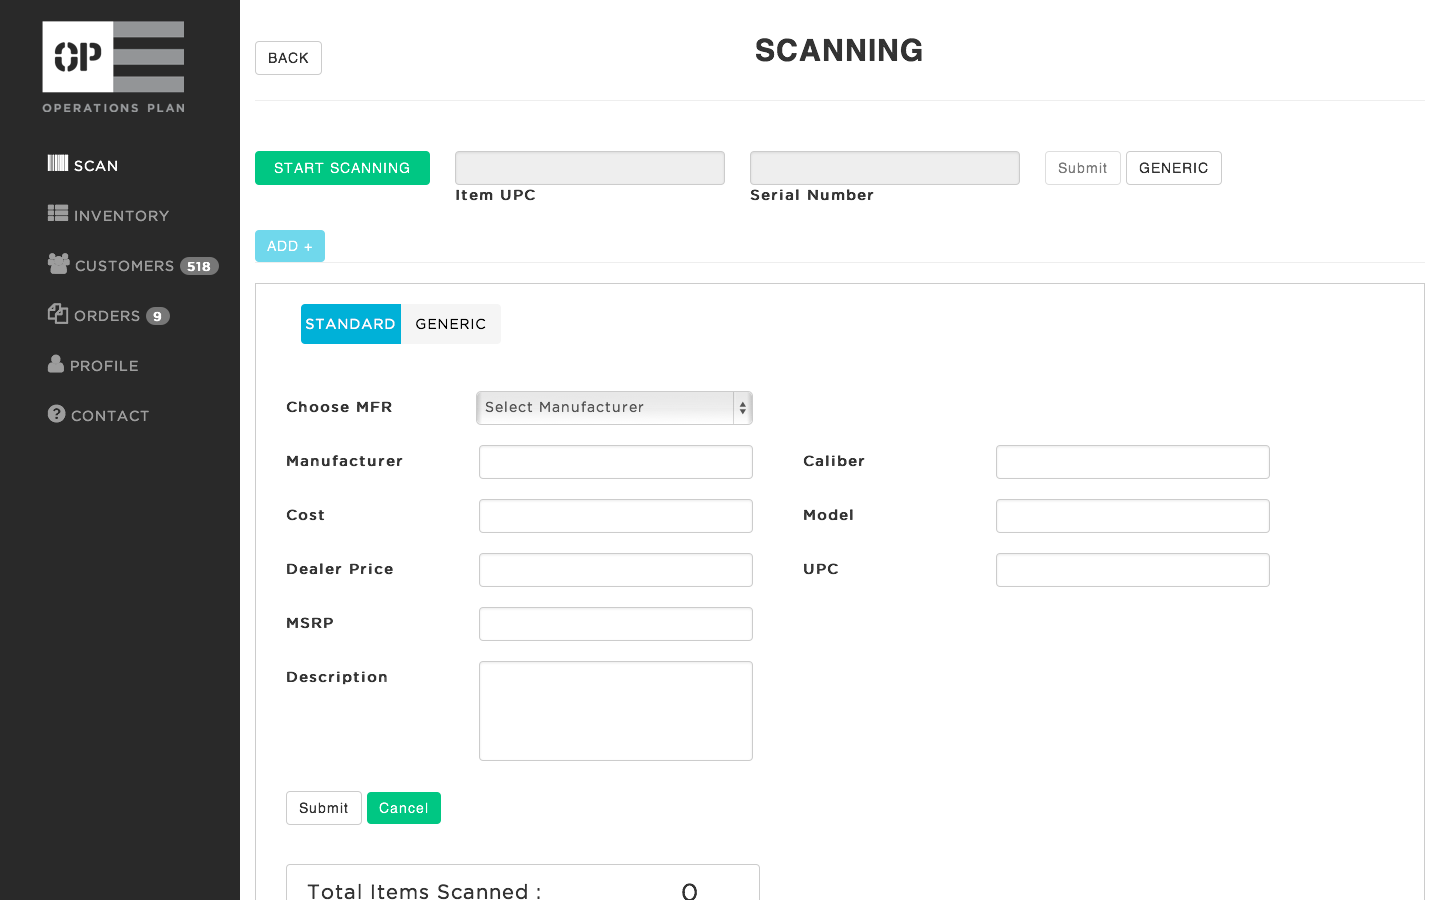 OP
OPERATIONS PLAN
SCAN
INVENTORY
CUSTOMERS 518
ORDERS 9
PROFILE
CONTACT
BACK
SCANNING
START SCANNING
Item UPC
Serial Number
Submit
GENERIC
ADD +
STANDARD
GENERIC
Choose MFR
Select Manufacturer
Manufacturer
Caliber
Cost
Model
Dealer Price
UPC
MSRP
Description
Submit
Cancel
Total Items Scanned : 0